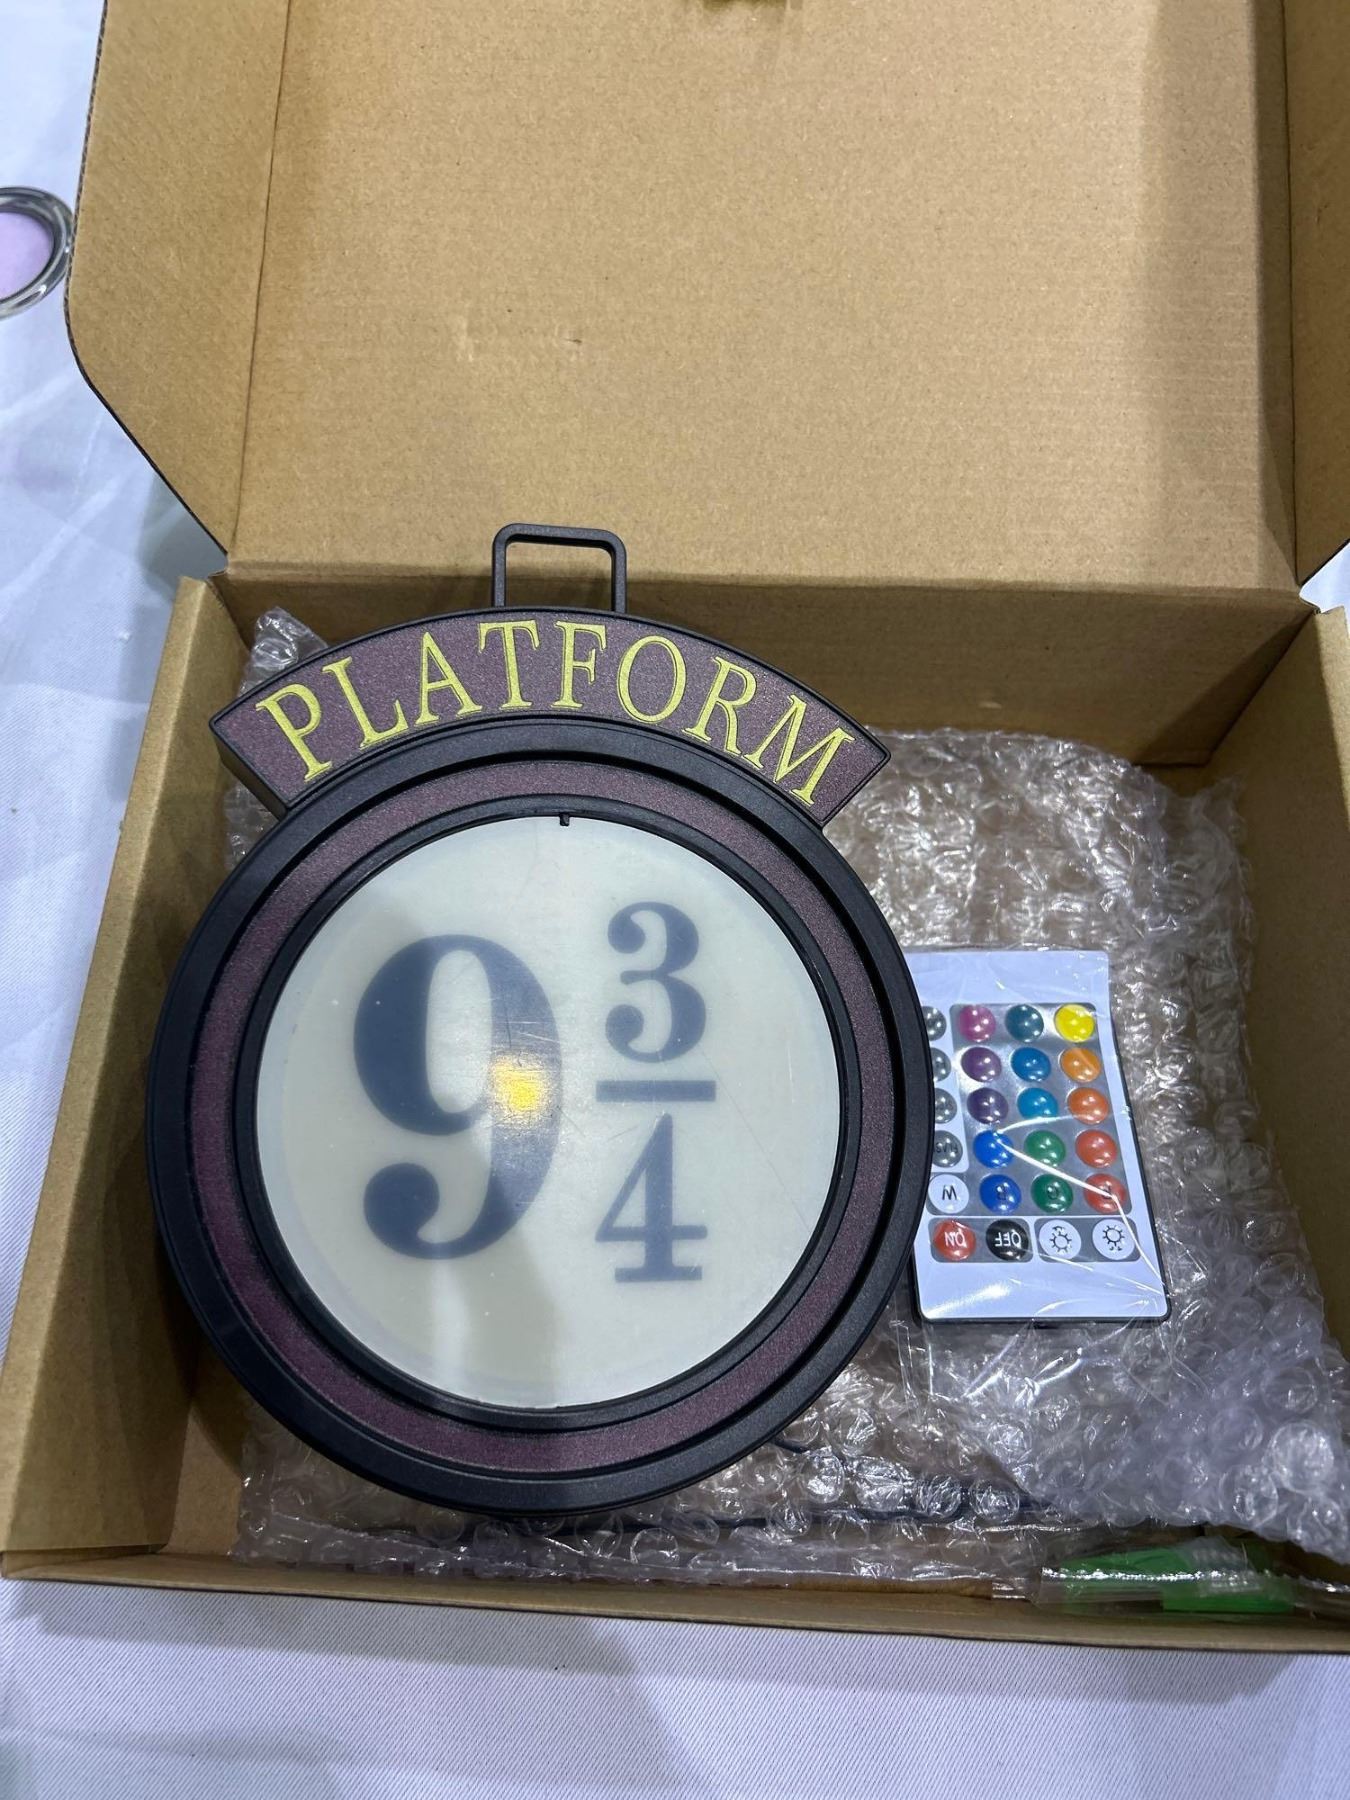 PLATFORM
9 3/4
W B G R
ON OFF